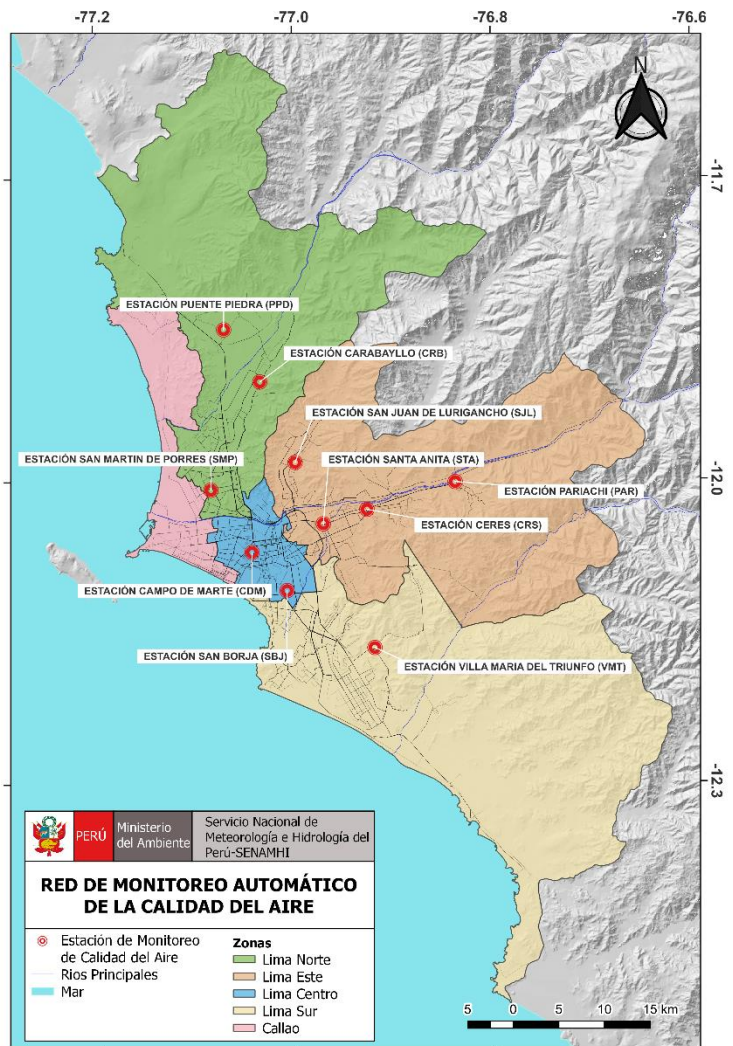 -77.2
-77.0
-76.8
-76.6
N
-11.7
ESTACIÓN PUENTE PIEDRA (PPD)
ESTACIÓN CARABAYLLO (CRB)
ESTACIÓN SAN JUAN DE LURIGANCHO (SJL)
ESTACIÓN SAN MARTIN DE PORRES (SMP)
ESTACIÓN SANTA ANITA (STA)
-12.0
ESTACIÓN PARIACHI (PAR)
ESTACIÓN CERES (CRS)
ESTACIÓN CAMPO DE MARTE (CDM)
ESTACIÓN SAN BORJA (SBJ)
ESTACIÓN VILLA MARIA DEL TRIUNFO (VMT)
-12.3
PERÚ
Ministerio
del Ambiente
Servicio Nacional de
Meteorología e Hidrología del
Perú-SENAMHI
RED DE MONITOREO AUTOMÁTICO
DE LA CALIDAD DEL AIRE
Estación de Monitoreo
de Calidad del Aire
Rios Principales
Mar
Zonas
Lima Norte
Lima Este
Lima Centro
Lima Sur
Callao
5 0 5 10 15 km